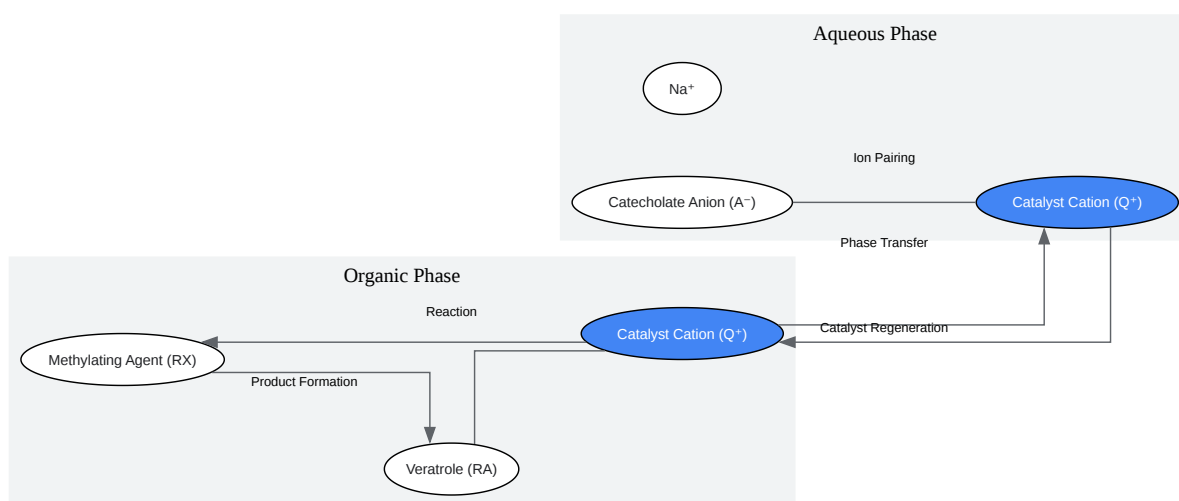 Aqueous Phase
Na⁺
Ion Pairing
Catecholate Anion (A⁻)
Catalyst Cation (Q⁺)
Phase Transfer
Organic Phase
Reaction
Catalyst Cation (Q⁺)
Catalyst Regeneration
Methylating Agent (RX)
Product Formation
Veratrole (RA)